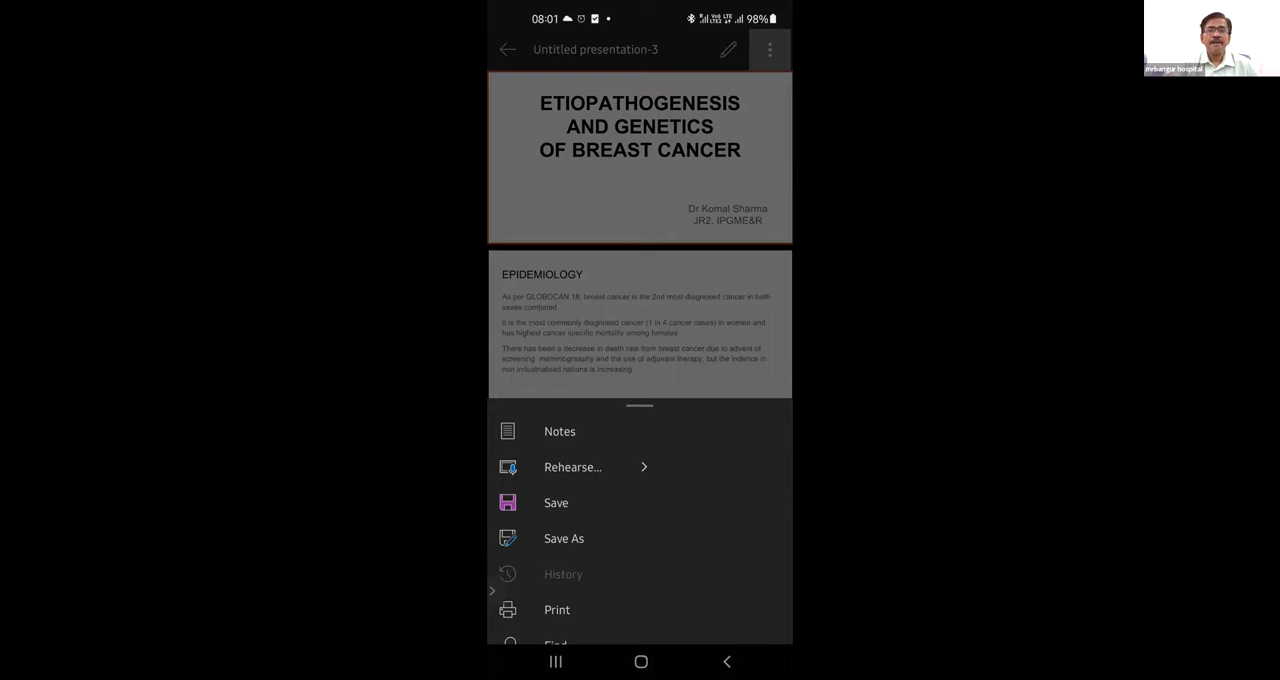 08:01
98%
Untitled presentation-3
ETIOPATHOGENESIS
AND GENETICS
OF BREAST CANCER
Dr Komal Sharma
JR2. IPGME&R
EPIDEMIOLOGY
As per GLOBOCAN 18, breast cancer is the 2nd most diagnosed cancer in both
sexes combined.
It is the most commonly diagnosed cancer (1 in 4 cancer cases) in women and
has highest cancer specific mortality among females
There has been a decrease in death rate from breast cancer due to advent of
screening mammography and the use of adjuvant therapy, but the indence in
non industrialised nations is increasing.
Notes
Rehearse...
Save
Save As
History
Print
Find
mrbangur hospital